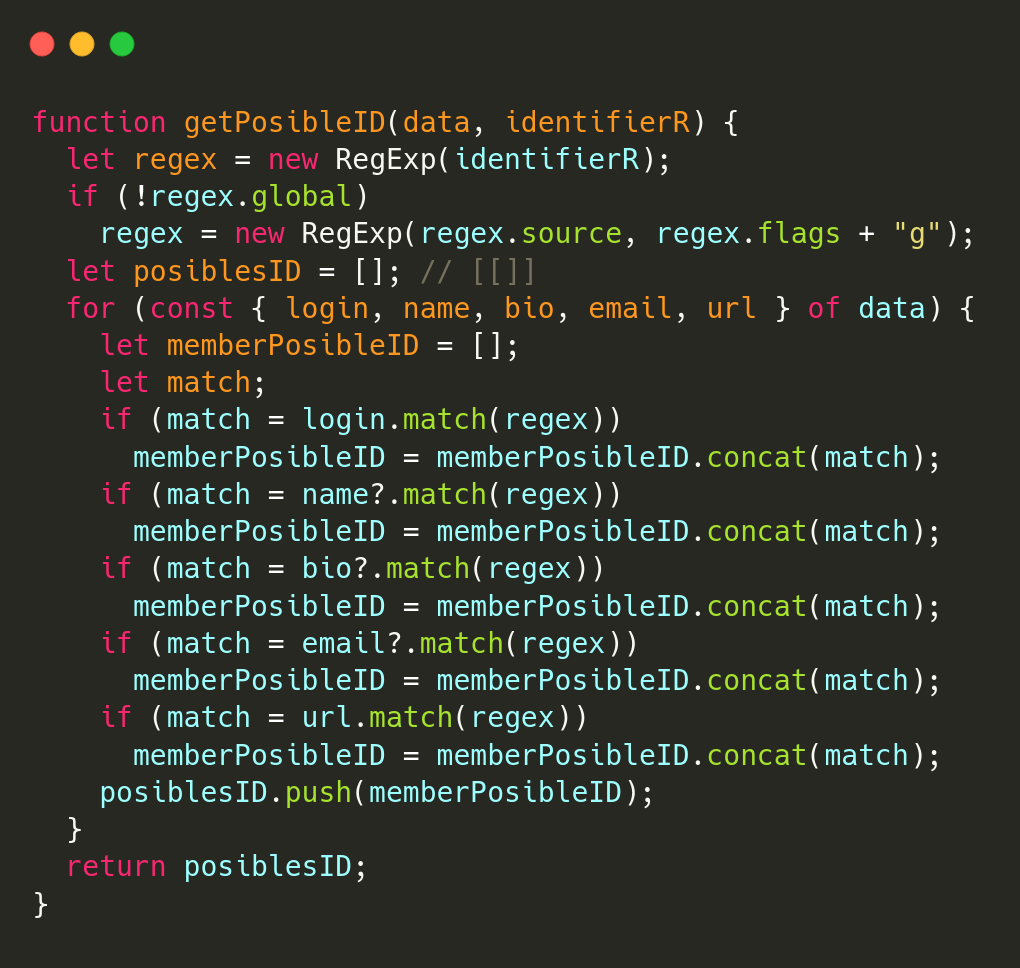 function getPosibleID(data, identifierR) {
  let regex = new RegExp(identifierR);
  if (!regex.global)
    regex = new RegExp(regex.source, regex.flags + "g");
  let posiblesID = []; // [[]]
  for (const { login, name, bio, email, url } of data) {
    let memberPosibleID = [];
    let match;
    if (match = login.match(regex))
      memberPosibleID = memberPosibleID.concat(match);
    if (match = name?.match(regex))
      memberPosibleID = memberPosibleID.concat(match);
    if (match = bio?.match(regex))
      memberPosibleID = memberPosibleID.concat(match);
    if (match = email?.match(regex))
      memberPosibleID = memberPosibleID.concat(match);
    if (match = url.match(regex))
      memberPosibleID = memberPosibleID.concat(match);
    posiblesID.push(memberPosibleID);
  }
  return posiblesID;
}